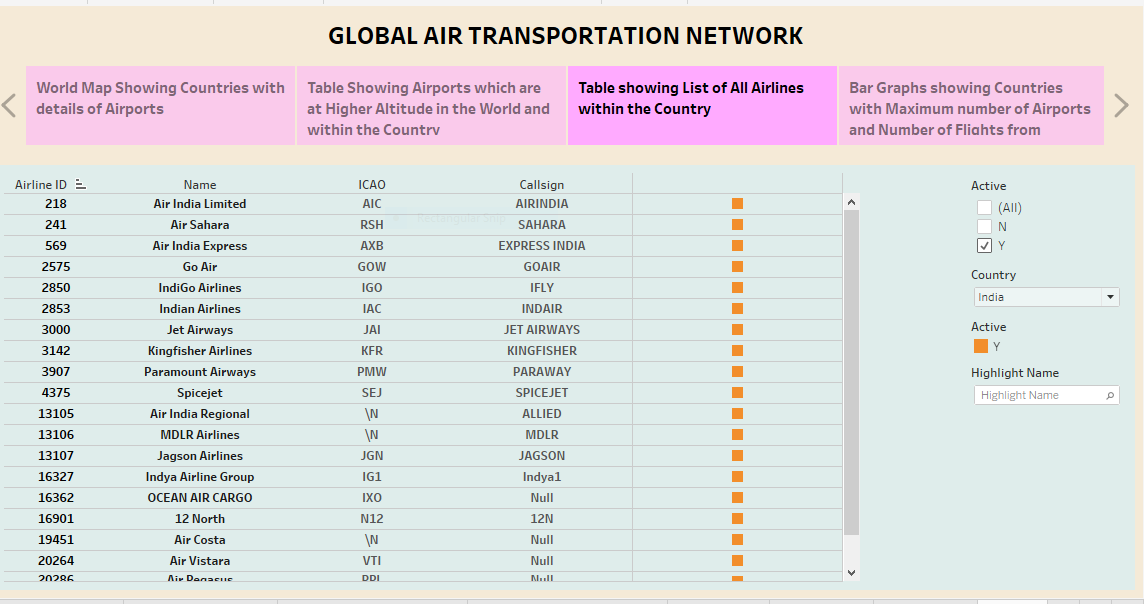 GLOBAL AIR TRANSPORTATION NETWORK
World Map Showing Countries with
details of Airports
Table Showing Airports which are
at Higher Altitude in the World and
within the Country
Table showing List of All Airlines
within the Country
Bar Graphs showing Countries
with Maximum number of Airports
and Number of Flights from
Airline ID Name ICAO Callsign
218 Air India Limited AIC AIRINDIA
241 Air Sahara RSH SAHARA
569 Air India Express AXB EXPRESS INDIA
2575 Go Air GOW GOAIR
2850 IndiGo Airlines IGO IFLY
2853 Indian Airlines IAC INDAIR
3000 Jet Airways JAI JET AIRWAYS
3142 Kingfisher Airlines KFR KINGFISHER
3907 Paramount Airways PMW PARAWAY
4375 Spicejet SEJ SPICEJET
13105 Air India Regional \N ALLIED
13106 MDLR Airlines \N MDLR
13107 Jagson Airlines JGN JAGSON
16327 Indya Airline Group IG1 Indya1
16362 OCEAN AIR CARGO IXO Null
16901 12 North N12 12N
19451 Air Costa \N Null
20264 Air Vistara VTI Null
20286 Air Pegasus PPL Null
Active
(All)
N
Y
Country
India
Active
Y
Highlight Name
Highlight Name